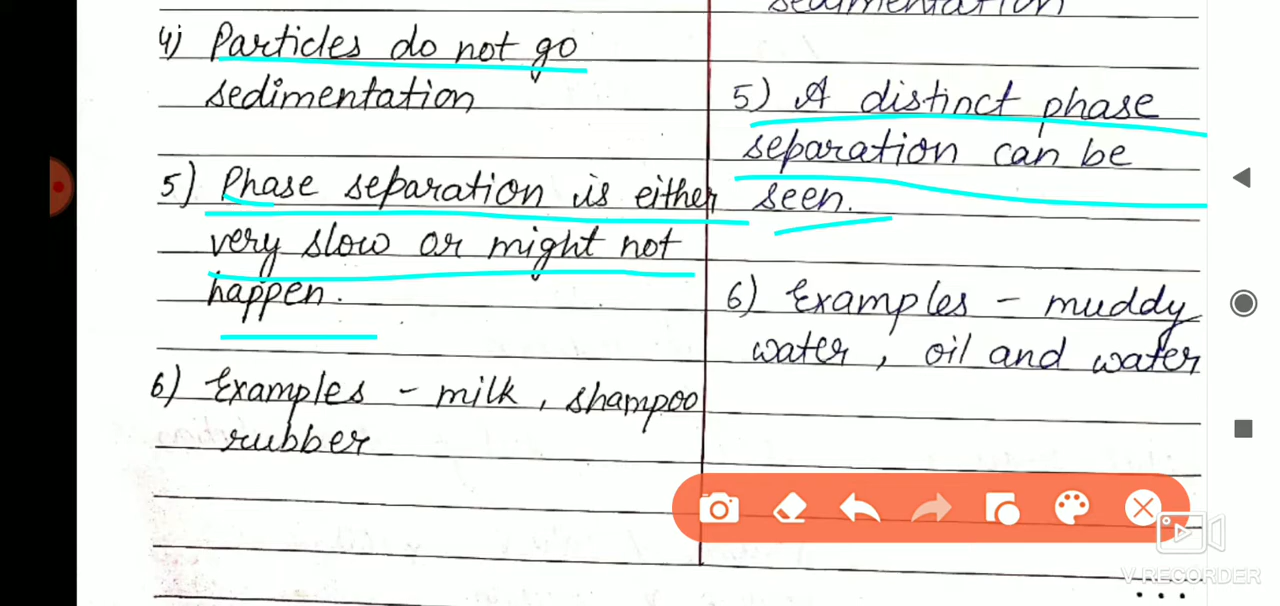 4) Particles do not go
sedimentation
5) Phase separation is either
very slow or might not
happen.
6) Examples - milk, shampoo
rubber
sedimentation
5) A distinct phase
separation can be
seen.
6) Examples - muddy
water, oil and water
V RECORDER